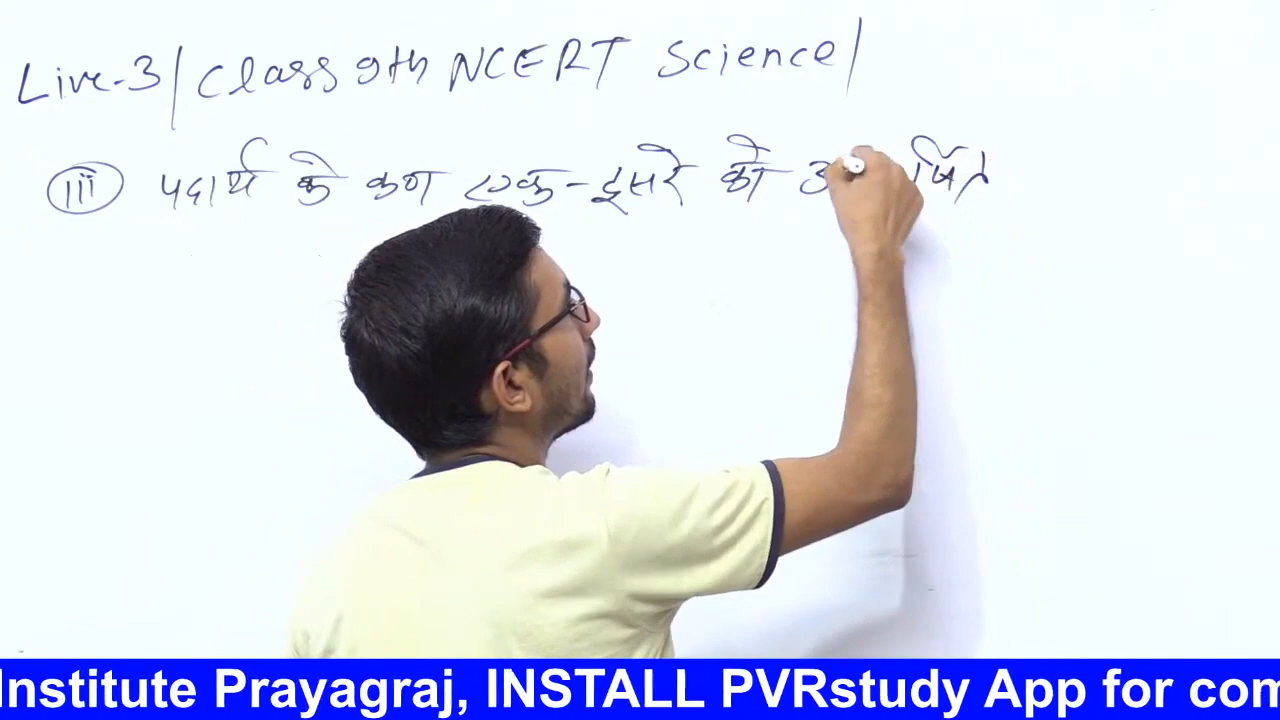 Live-3/ Class 9th NCERT Science/
(iii) पदार्थ के कण एक-दूसरे को
Institute Prayagraj, INSTALL PVRstudy App for com